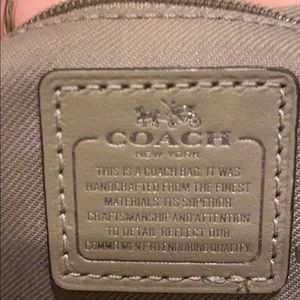 COACH
NEW YORK
THIS IS A COACH BAG. IT WAS
HANDCRAFTED FROM THE FINEST
MATERIALS. ITS SUPERIOR
CRAFTSMANSHIP AND ATTENTION
TO DETAIL REFLECT OUR
COMMITMENT TO ENDURING QUALITY.